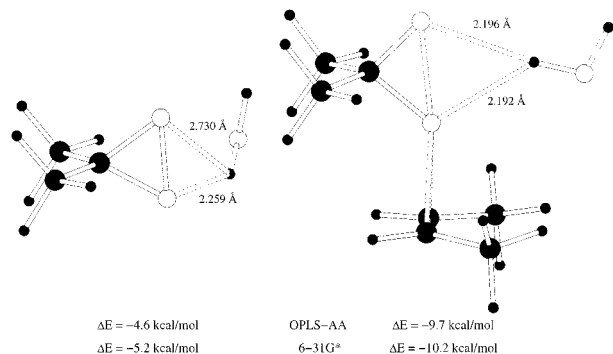 2.196 Å
2.192 Å
2.730 Å
2.259 Å
ΔE = −4.6 kcal/mol OPLS−AA ΔE = −9.7 kcal/mol
ΔE = −5.2 kcal/mol 6−31G* ΔE = −10.2 kcal/mol